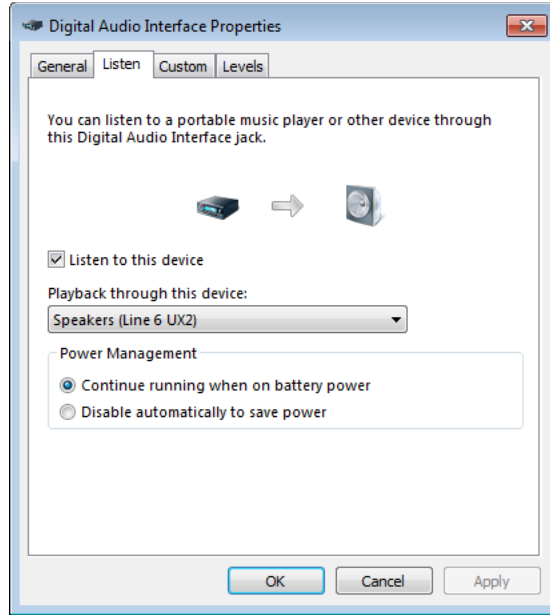 Digital Audio Interface Properties
General Listen Custom Levels
You can listen to a portable music player or other device through
this Digital Audio Interface jack.
Listen to this device
Playback through this device:
Speakers (Line 6 UX2)
Power Management
Continue running when on battery power
Disable automatically to save power
OK Cancel Apply